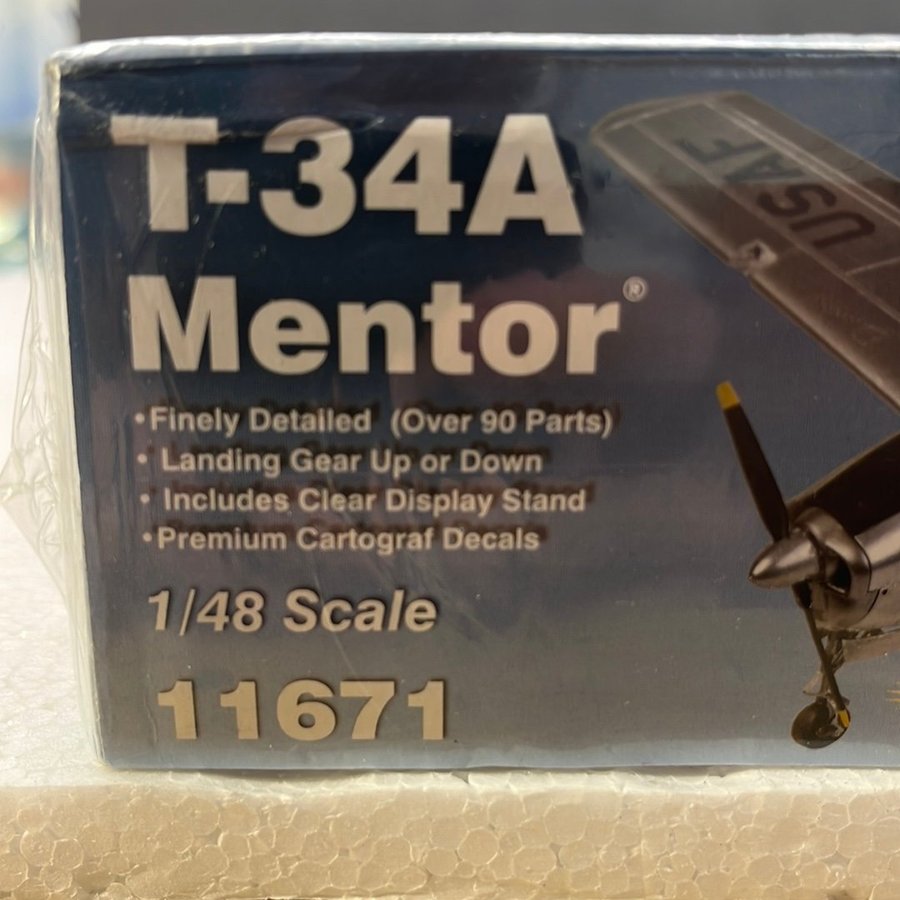 T-34A
Mentor®
•Finely Detailed (Over 90 Parts)
• Landing Gear Up or Down
• Includes Clear Display Stand
•Premium Cartograf Decals
1/48 Scale
11671
USAF